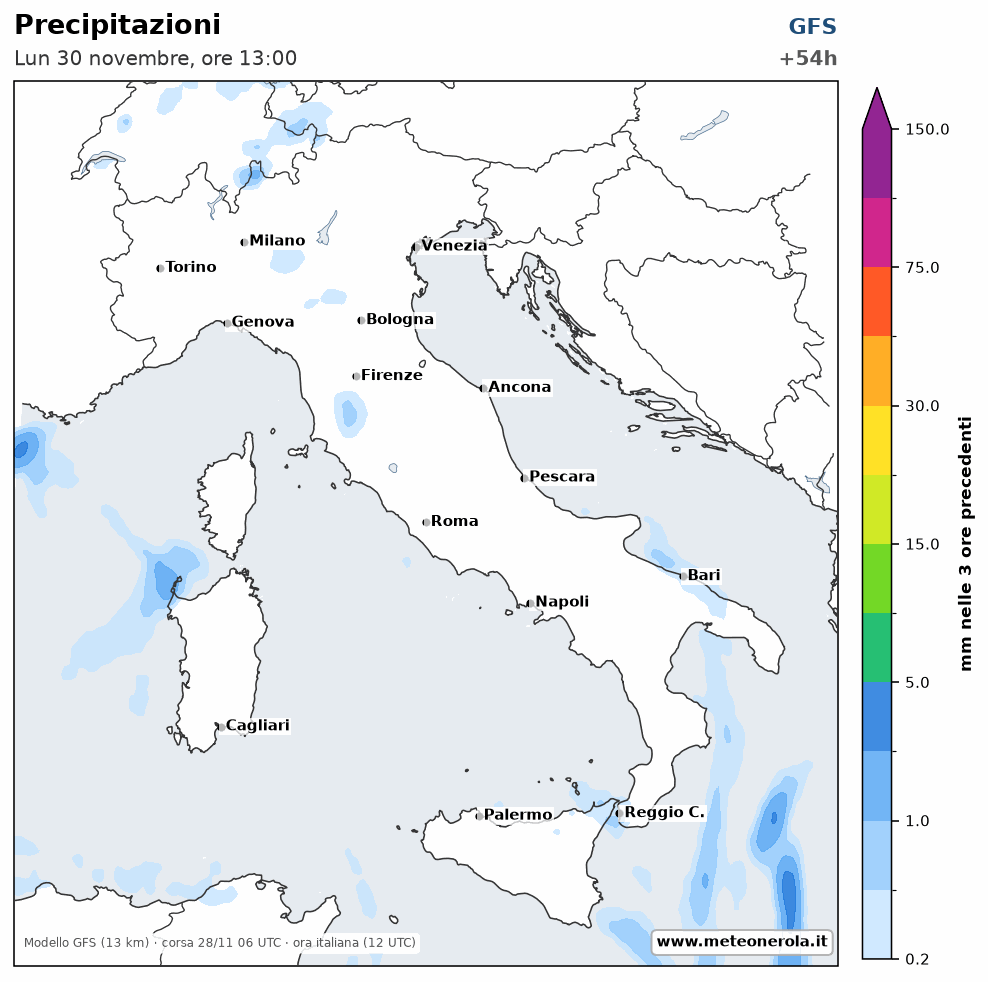 Precipitazioni
GFS
Lun 30 novembre, ore 13:00
+54h
150.0
75.0
30.0
15.0
5.0
1.0
0.2
mm nelle 3 ore precedenti
Milano
Venezia
Torino
Genova
Bologna
Firenze
Ancona
Pescara
Roma
Bari
Napoli
Cagliari
Palermo
Reggio C.
Modello GFS (13 km) · corsa 28/11 06 UTC · ora italiana (12 UTC)
www.meteonerola.it